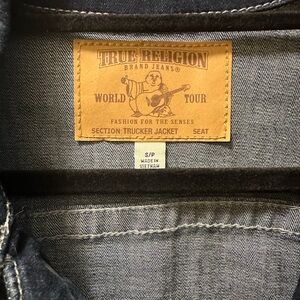 TRUE RELIGION
BRAND JEANS®
WORLD TOUR
FASHION FOR THE SENSES
SECTION TRUCKER JACKET SEAT
S/P
MADE IN
VIETNAM